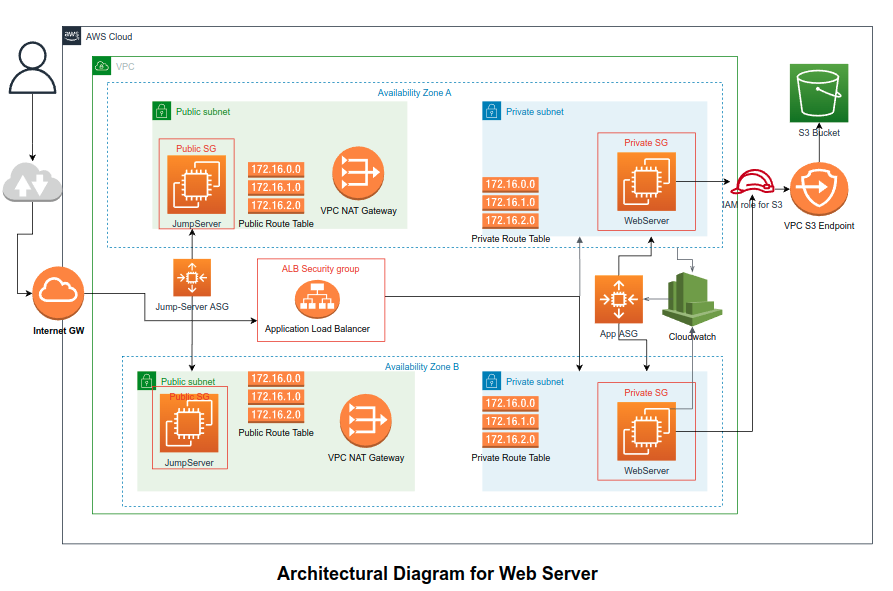 aws
AWS Cloud
VPC
Availability Zone A
Public subnet
Private subnet
Public SG
Private SG
S3 Bucket
172.16.0.0
172.16.1.0
172.16.2.0
172.16.0.0
172.16.1.0
172.16.2.0
JumpServer
Public Route Table
VPC NAT Gateway
Private Route Table
WebServer
IAM role for S3
VPC S3 Endpoint
ALB Security group
Jump-Server ASG
Internet GW
Application Load Balancer
App ASG
Cloudwatch
Availability Zone B
Public subnet
Private subnet
Public SG
Private SG
172.16.0.0
172.16.1.0
172.16.2.0
172.16.0.0
172.16.1.0
172.16.2.0
JumpServer
Public Route Table
VPC NAT Gateway
Private Route Table
WebServer
Architectural Diagram for Web Server